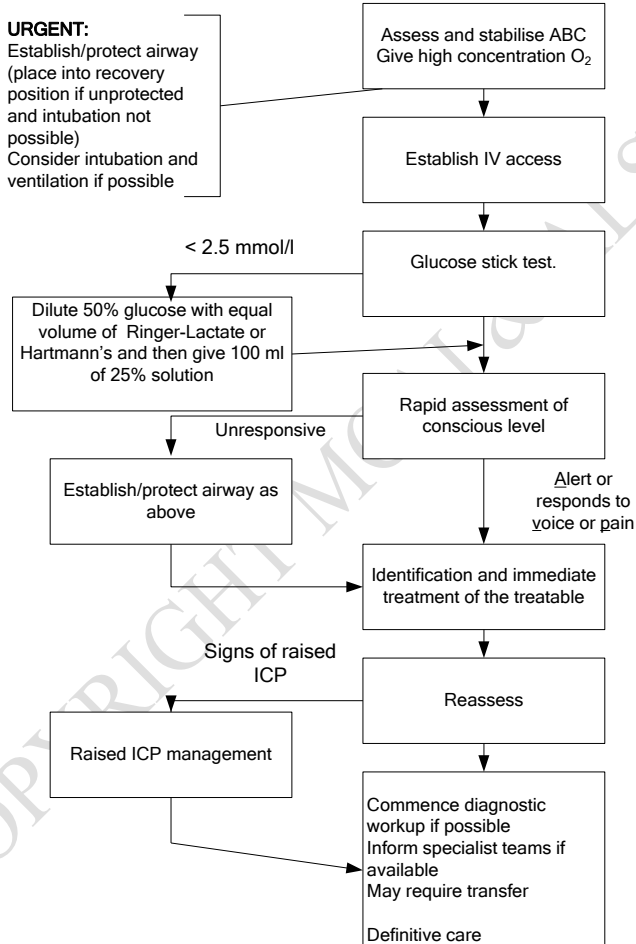 URGENT:
Establish/protect airway
(place into recovery
position if unprotected
and intubation not
possible)
Consider intubation and
ventilation if possible
Assess and stabilise ABC
Give high concentration O₂
Establish IV access
< 2.5 mmol/l
Glucose stick test.
Dilute 50% glucose with equal
volume of Ringer-Lactate or
Hartmann's and then give 100 ml
of 25% solution
Rapid assessment of
conscious level
Unresponsive
Establish/protect airway as
above
Alert or
responds to
voice or pain
Identification and immediate
treatment of the treatable
Signs of raised
ICP
Reassess
Raised ICP management
Commence diagnostic
workup if possible
Inform specialist teams if
available
May require transfer
Definitive care